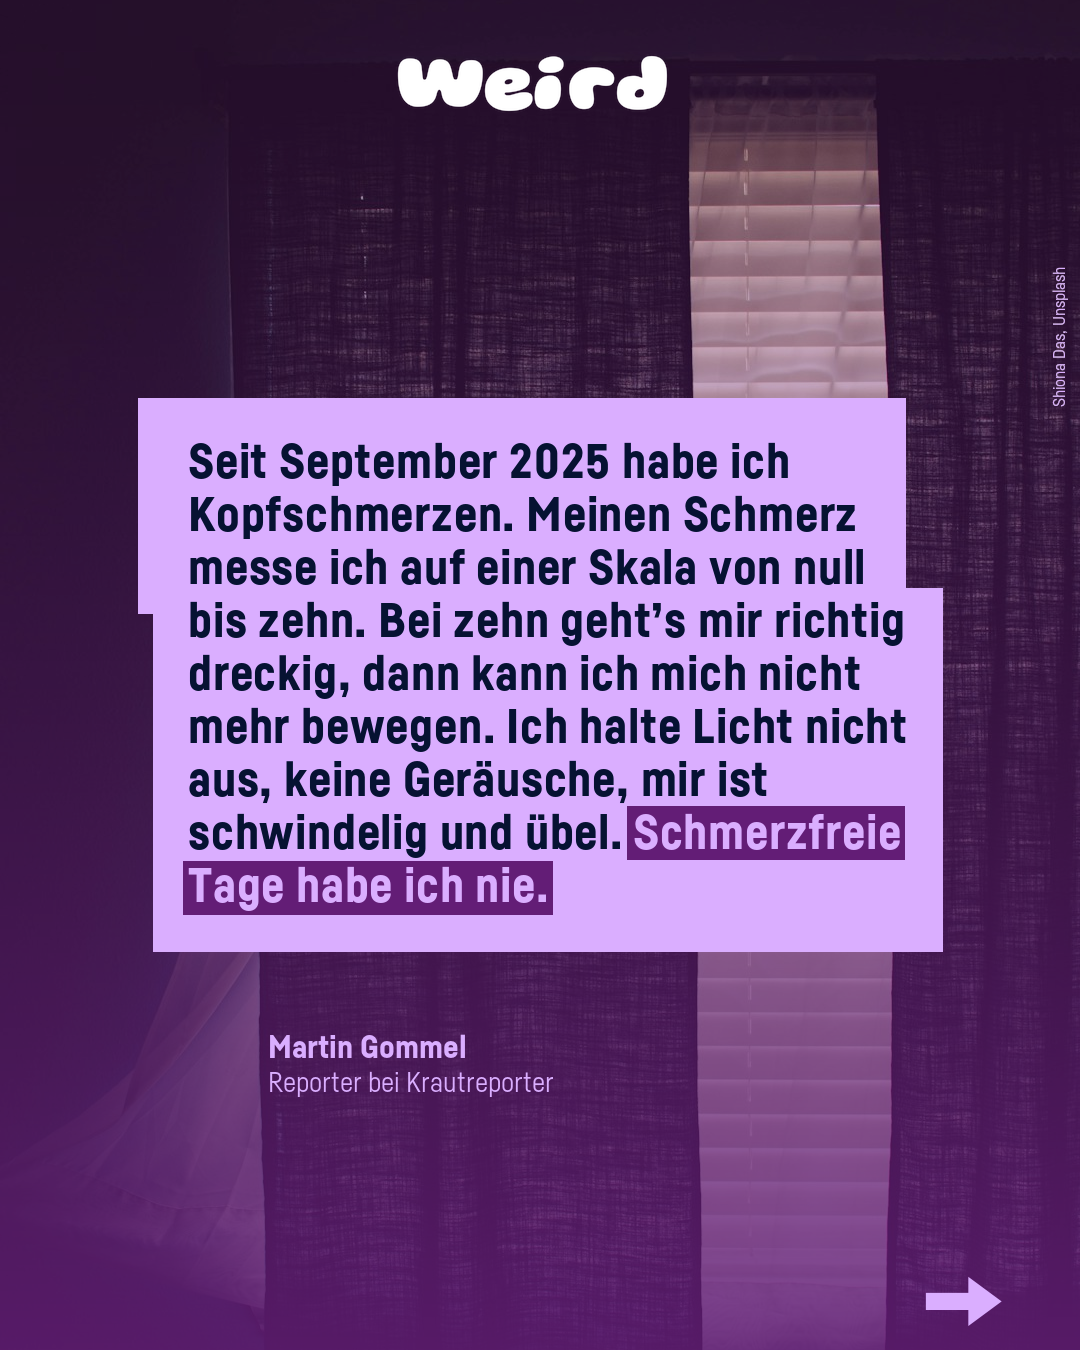 Weird
Shiona Das, Unsplash
Seit September 2025 habe ich
Kopfschmerzen. Meinen Schmerz
messe ich auf einer Skala von null
bis zehn. Bei zehn geht’s mir richtig
dreckig, dann kann ich mich nicht
mehr bewegen. Ich halte Licht nicht
aus, keine Geräusche, mir ist
schwindelig und übel. Schmerzfreie
Tage habe ich nie.
Martin Gommel
Reporter bei Krautreporter